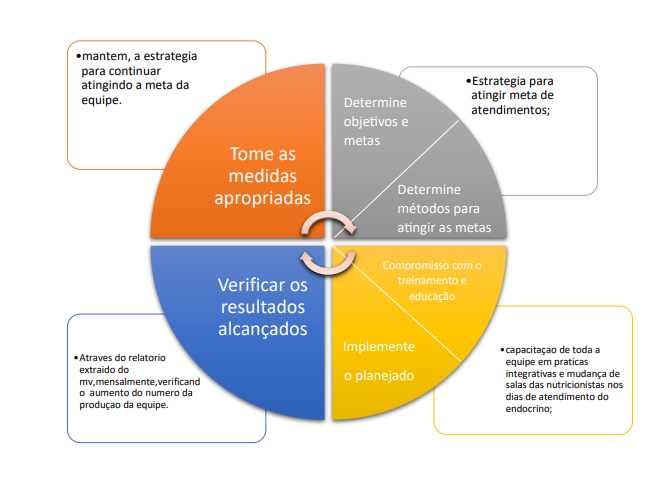 •mantem, a estrategia
para continuar
atingindo a meta da
equipe.
•Estrategia para
atingir meta de
atendimentos;
Determine
objetivos e
metas
Tome as
medidas
apropriadas
Determine
métodos para
atingir as metas
Verificar os
resultados
alcançados
Compromisso com o
treinamento e
educação
Implemente
o planejado
•Atraves do relatorio
extraido do
mv,mensalmente,verificand
o aumento do numero da
produçao da equipe.
•capacitaçao de toda a
equipe em praticas
integrativas e mudança de
salas das nutricionistas nos
dias de atendimento do
endocrino;